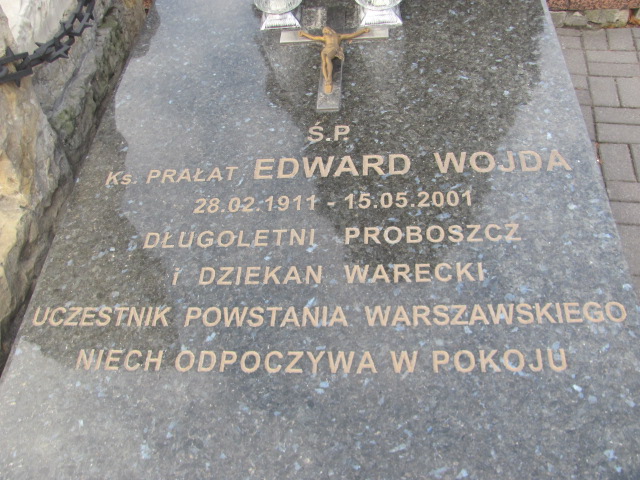 Ś.P.
Ks. PRAŁAT EDWARD WOJDA
28.02.1911 - 15.05.2001
DŁUGOLETNI PROBOSZCZ
i DZIEKAN WARECKI
UCZESTNIK POWSTANIA WARSZAWSKIEGO
NIECH ODPOCZYWA W POKOJU